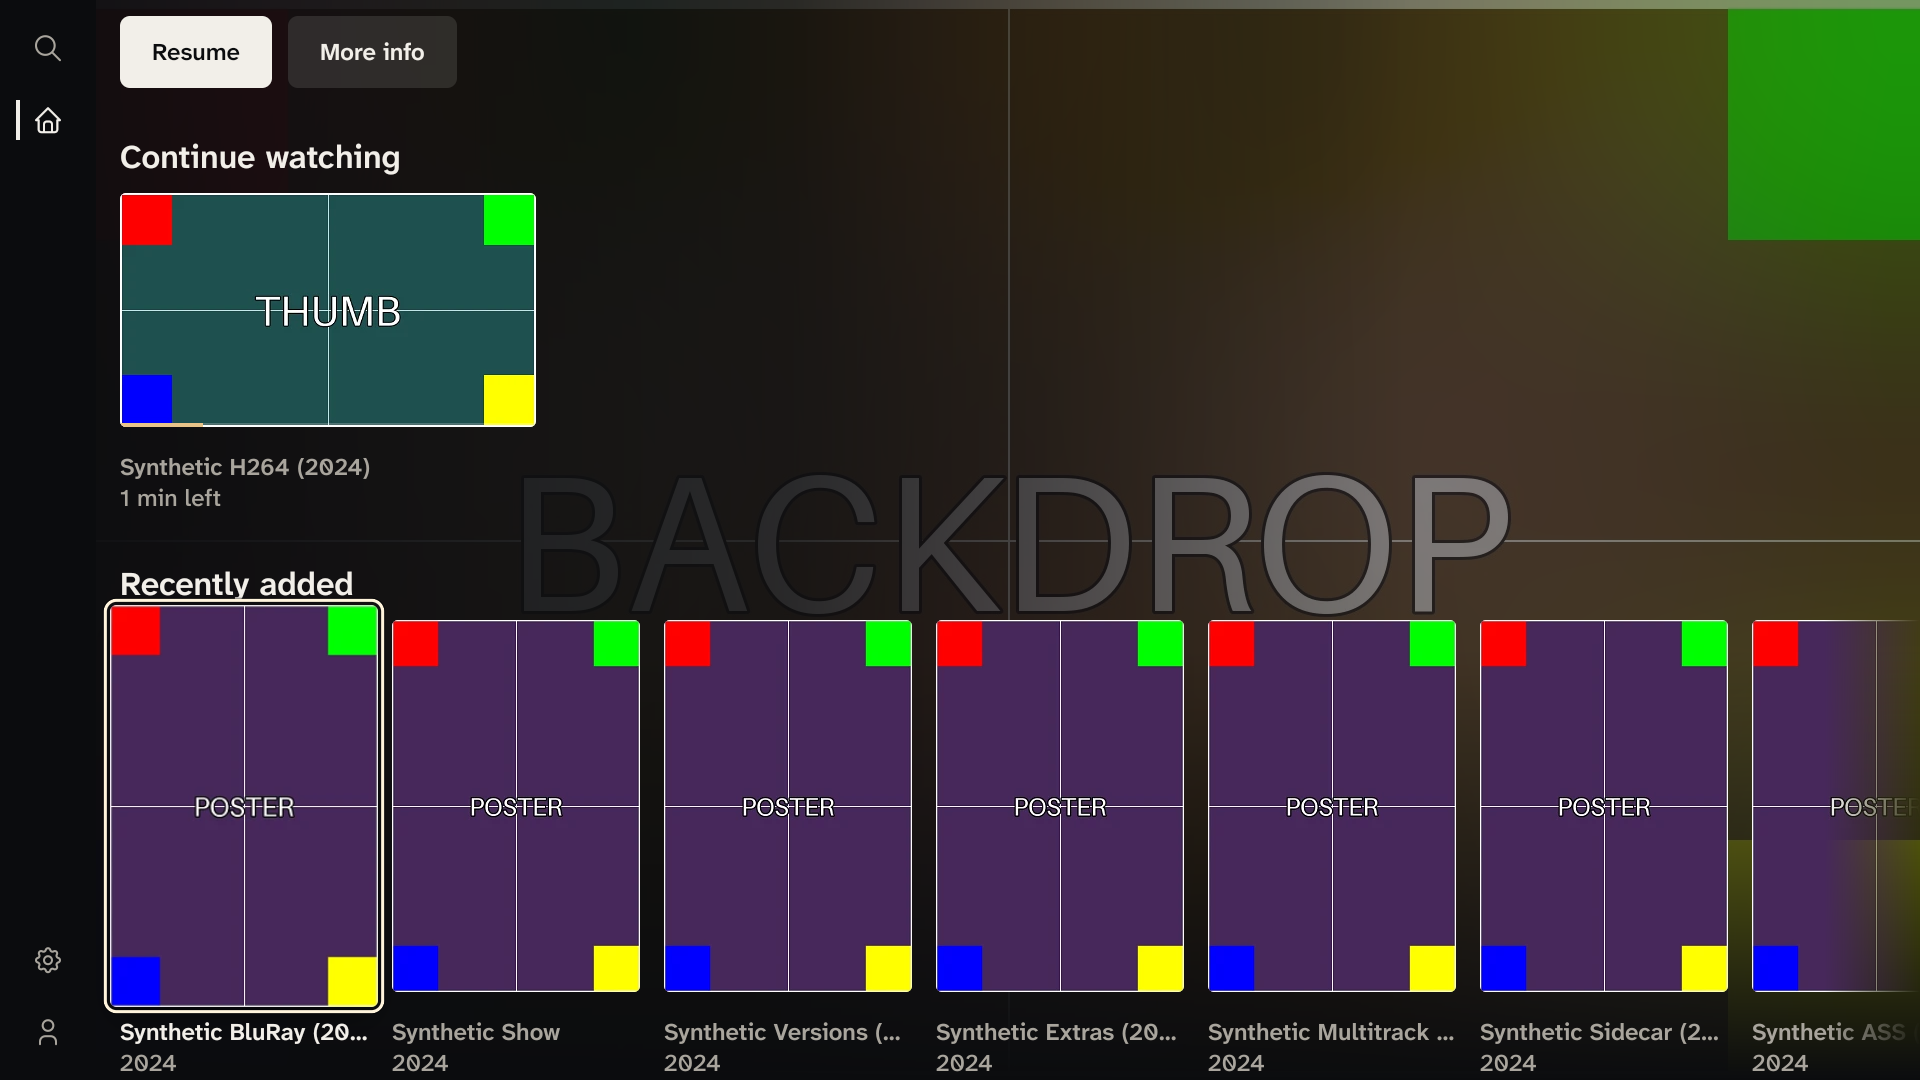 Resume
More info
Continue watching
THUMB
Synthetic H264 (2024)
1 min left
BACKDROP
Recently added
POSTER
POSTER
POSTER
POSTER
POSTER
POSTER
POSTER
Synthetic BluRay (20...
2024
Synthetic Show
2024
Synthetic Versions (...
2024
Synthetic Extras (20...
2024
Synthetic Multitrack ...
2024
Synthetic Sidecar (2...
2024
Synthetic ASS
2024